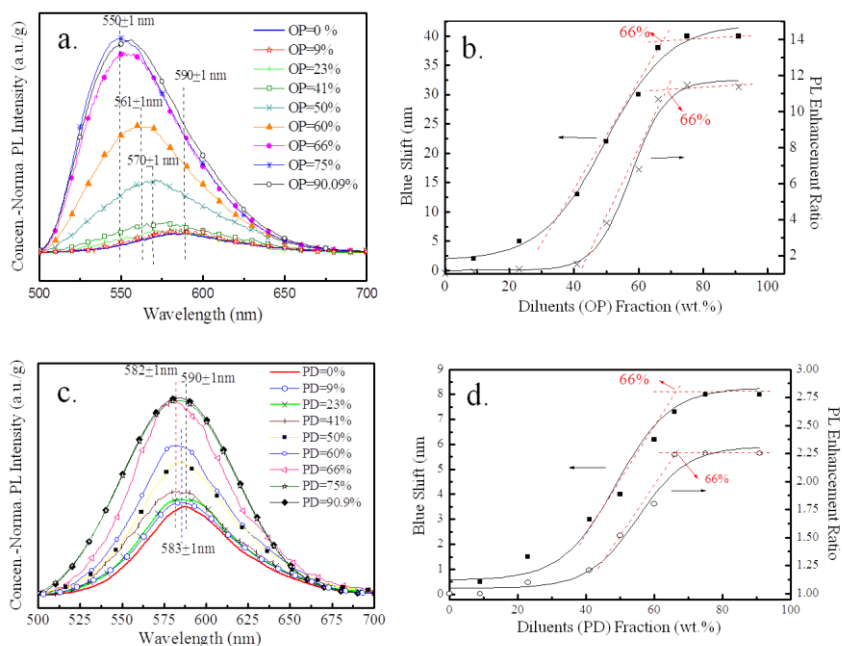 a.
550±1 nm
590±1 nm
561±1nm
570±1 nm
OP=0 %
OP=9%
OP=23%
OP=41%
OP=50%
OP=60%
OP=66%
OP=75%
OP=90.09%
Concen.-Norma. PL Intensity (a.u./g)
500 550 600 650 700
Wavelength (nm)
b.
66%
66%
Blue Shift (nm
40
35
30
25
20
15
10
5
0
PL Enhancement Ratio
14
12
10
8
6
4
2
0 20 40 60 80 100
Diluents (OP) Fraction (wt.%)
c.
582±1nm
590±1nm
583±1nm
PD=0%
PD=9%
PD=23%
PD=41%
PD=50%
PD=60%
PD=66%
PD=75%
PD=90.9%
Concen.-Norma. PL Intensity (a.u./g)
500 525 550 575 600 625 650 675 700
Wavelength (nm)
d.
66%
66%
Blue Shift (nm
9
8
7
6
5
4
3
2
1
0
PL Enhancement Ratio
3.00
2.75
2.50
2.25
2.00
1.75
1.50
1.25
1.00
0 20 40 60 80 100
Diluents (PD) Fraction (wt.%)